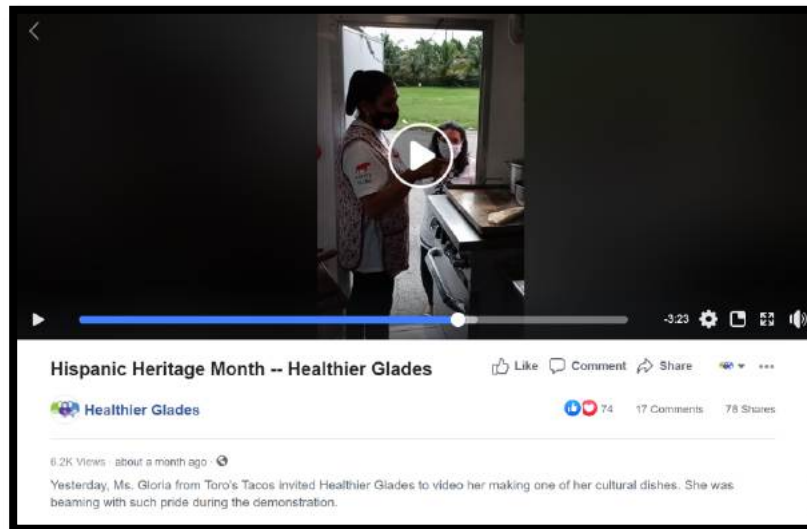 -3:23
Hispanic Heritage Month -- Healthier Glades
Like Comment Share
Healthier Glades
74 17 Comments 78 Shares
6.2K Views · about a month ago ·
Yesterday, Ms. Gloria from Toro's Tacos invited Healthier Glades to video her making one of her cultural dishes. She was
beaming with such pride during the demonstration.